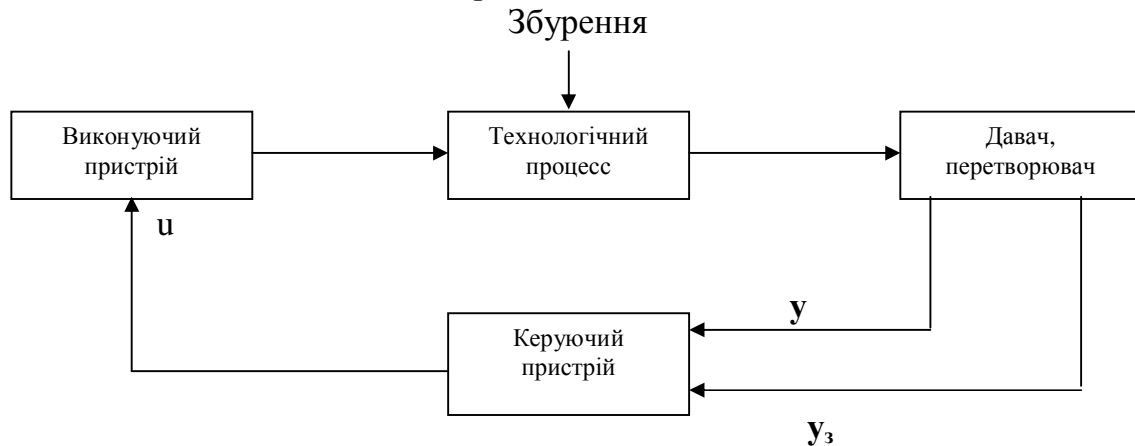 Збурення
Виконуючий
пристрій
Технологічний
процесс
Давач,
перетворювач
u
y
Керуючий
пристрій
yз